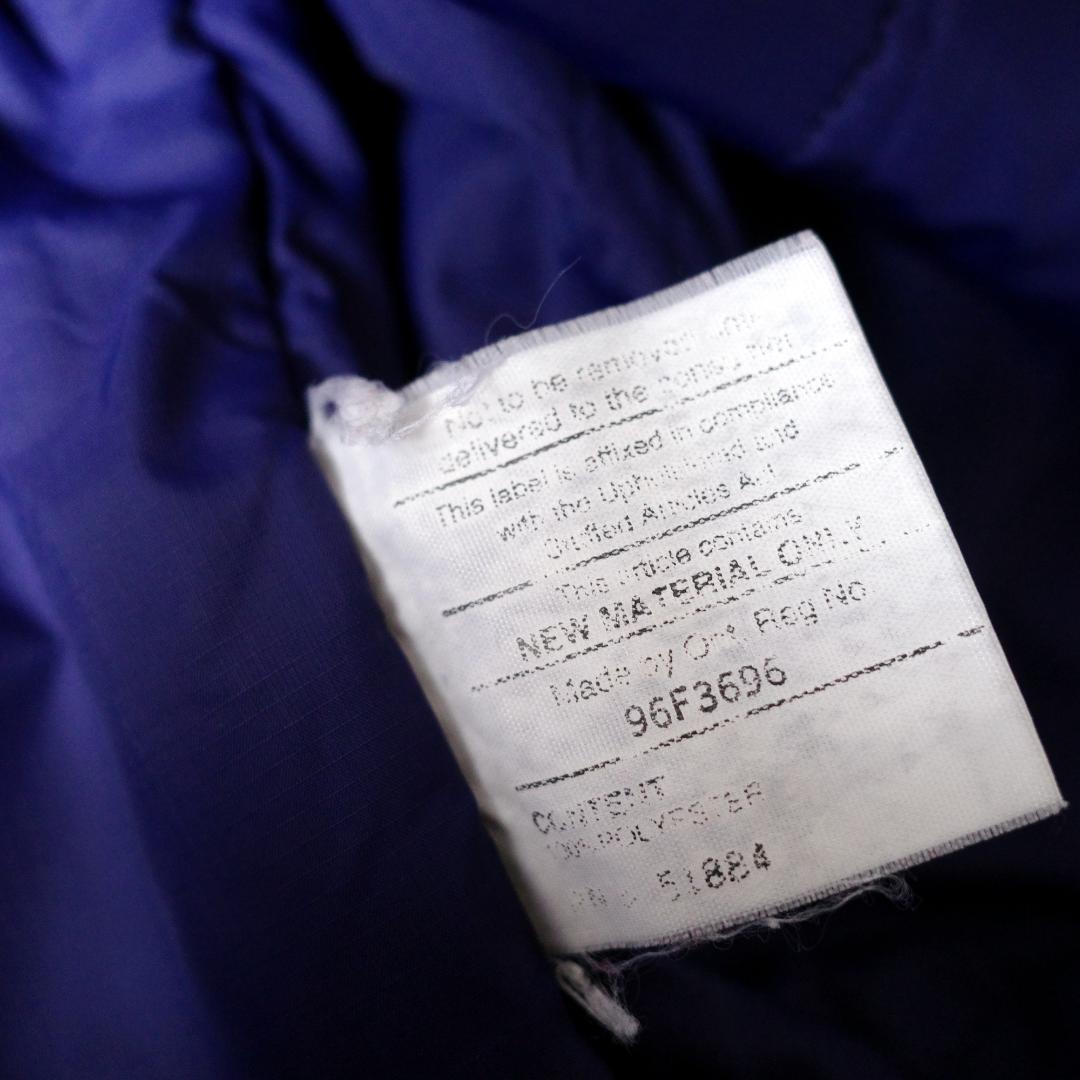 Not to be removed until
delivered to the consumer
This label is affixed in compliance
with the Upholstered and
Stuffed Articles Act
This article contains
NEW MATERIAL ONLY
Made by Ont Reg No
96F3696
CONTENT
100% POLYESTER
RN 51884